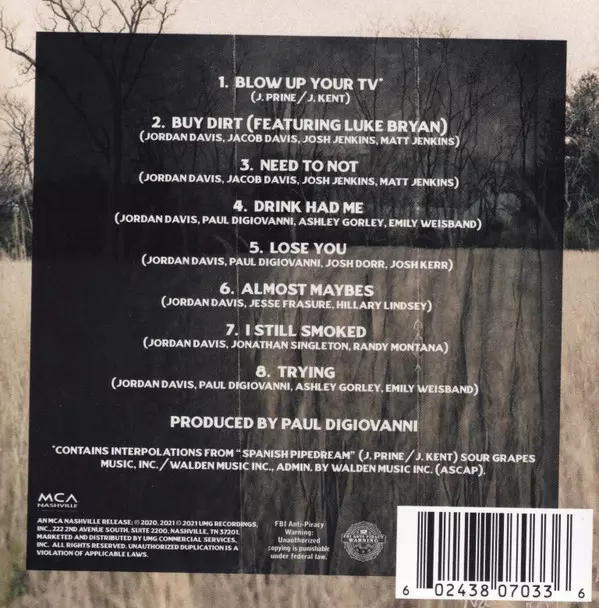 1. BLOW UP YOUR TV*
(J. PRINE/J. KENT)
2. BUY DIRT (FEATURING LUKE BRYAN)
(JORDAN DAVIS, JACOB DAVIS, JOSH JENKINS, MATT JENKINS)
3. NEED TO NOT
(JORDAN DAVIS, JACOB DAVIS, JOSH JENKINS, MATT JENKINS)
4. DRINK HAD ME
(JORDAN DAVIS, PAUL DIGIOVANNI, ASHLEY GORLEY, EMILY WEISBAND)
5. LOSE YOU
(JORDAN DAVIS, PAUL DIGIOVANNI, JOSH DORR, JOSH KERR)
6. ALMOST MAYBES
(JORDAN DAVIS, JESSE FRASURE, HILLARY LINDSEY)
7. I STILL SMOKED
(JORDAN DAVIS, JONATHAN SINGLETON, RANDY MONTANA)
8. TRYING
(JORDAN DAVIS, PAUL DIGIOVANNI, ASHLEY GORLEY, EMILY WEISBAND)
PRODUCED BY PAUL DIGIOVANNI
*CONTAINS INTERPOLATIONS FROM "SPANISH PIPEDREAM" (J. PRINE/J. KENT) SOUR GRAPES
MUSIC, INC./WALDEN MUSIC INC., ADMIN. BY WALDEN MUSIC INC. (ASCAP).
MCA
NASHVILLE
AN MCA NASHVILLE RELEASE; ℗ 2020, 2021 © 2021 UMG RECORDINGS,
INC., 222 2ND AVENUE SOUTH, SUITE 2200, NASHVILLE, TN 37201.
MARKETED AND DISTRIBUTED BY UMG COMMERCIAL SERVICES,
INC. ALL RIGHTS RESERVED. UNAUTHORIZED DUPLICATION IS A
VIOLATION OF APPLICABLE LAWS.
FBI Anti-Piracy
Warning:
Unauthorized
copying is punishable
under federal law.
FBI ANTI-PIRACY
WARNING
6 02438 07033 6